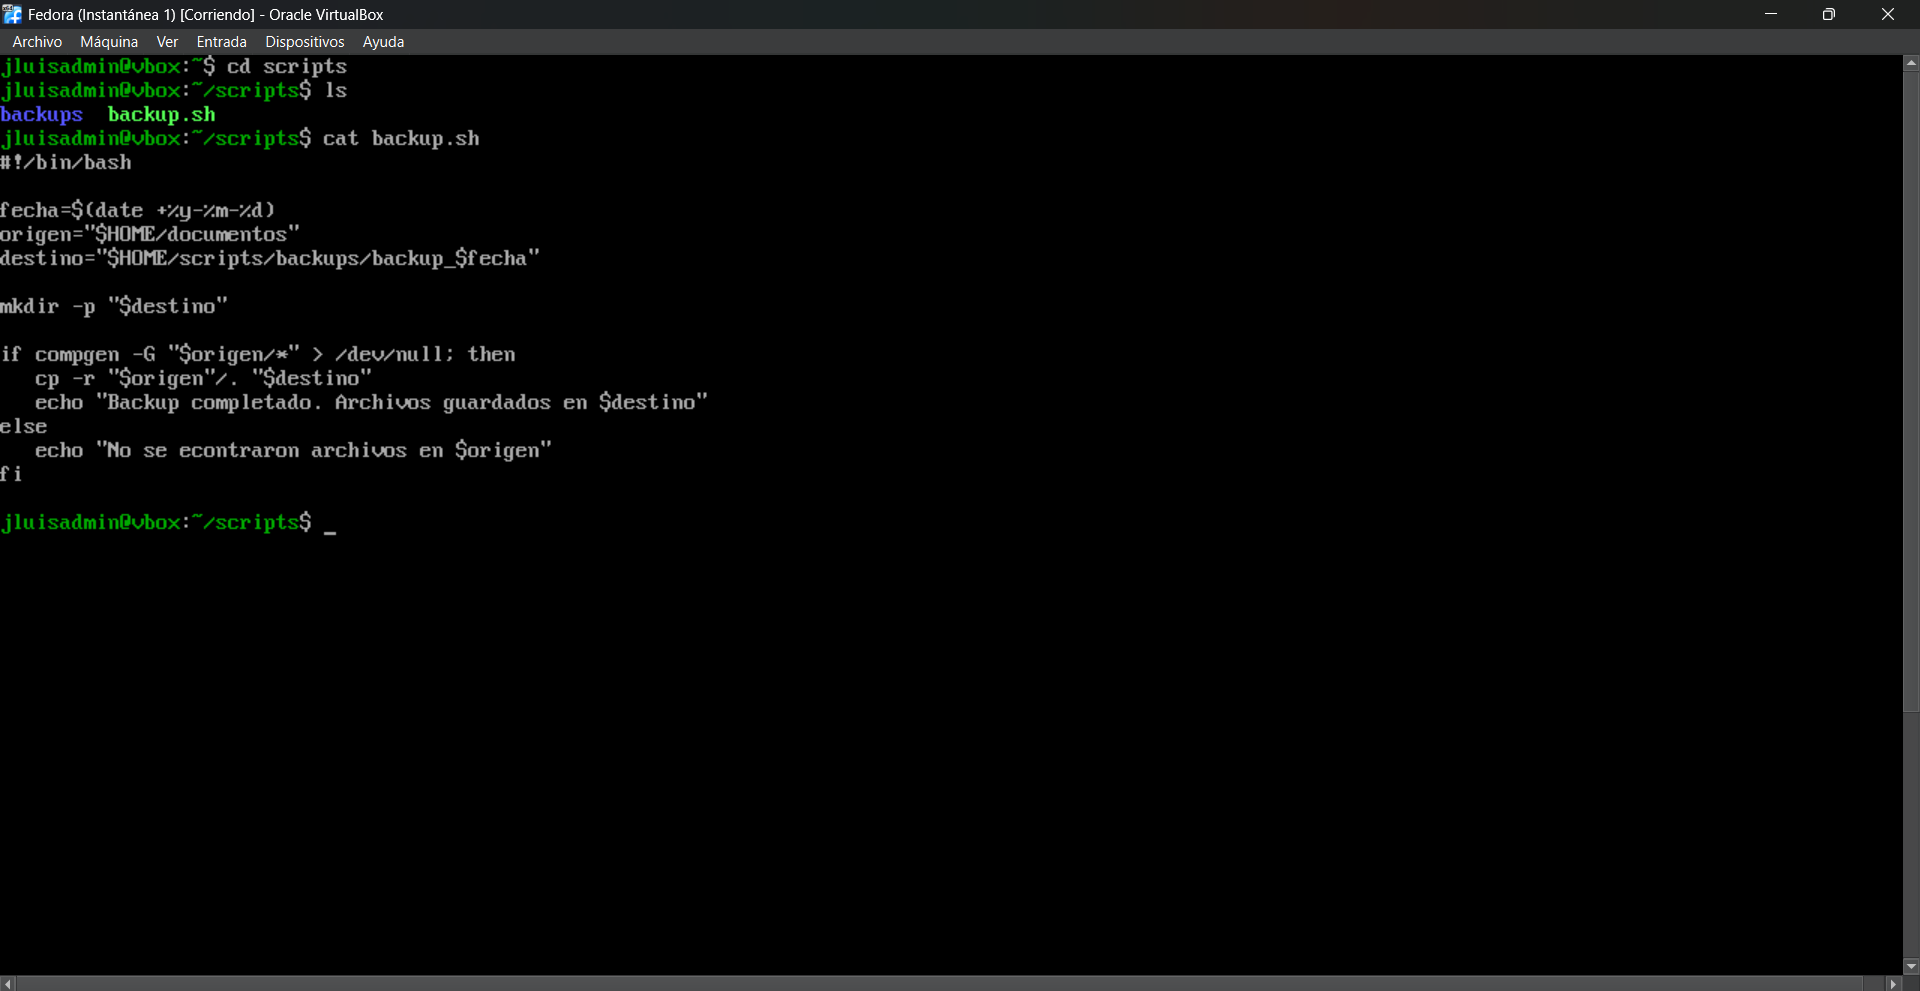 Fedora (Instantánea 1) [Corriendo] - Oracle VirtualBox
Archivo Máquina Ver Entrada Dispositivos Ayuda
jluisadmin@vbox:~$ cd scripts
jluisadmin@vbox:~/scripts$ ls
backups  backup.sh
jluisadmin@vbox:~/scripts$ cat backup.sh
#!/bin/bash

fecha=$(date +%y-%m-%d)
origen="$HOME/documentos"
destino="$HOME/scripts/backups/backup_$fecha"

mkdir -p "$destino"

if compgen -G "$origen/*" > /dev/null; then
   cp -r "$origen"/. "$destino"
   echo "Backup completado. Archivos guardados en $destino"
else
   echo "No se econtraron archivos en $origen"
fi

jluisadmin@vbox:~/scripts$ _